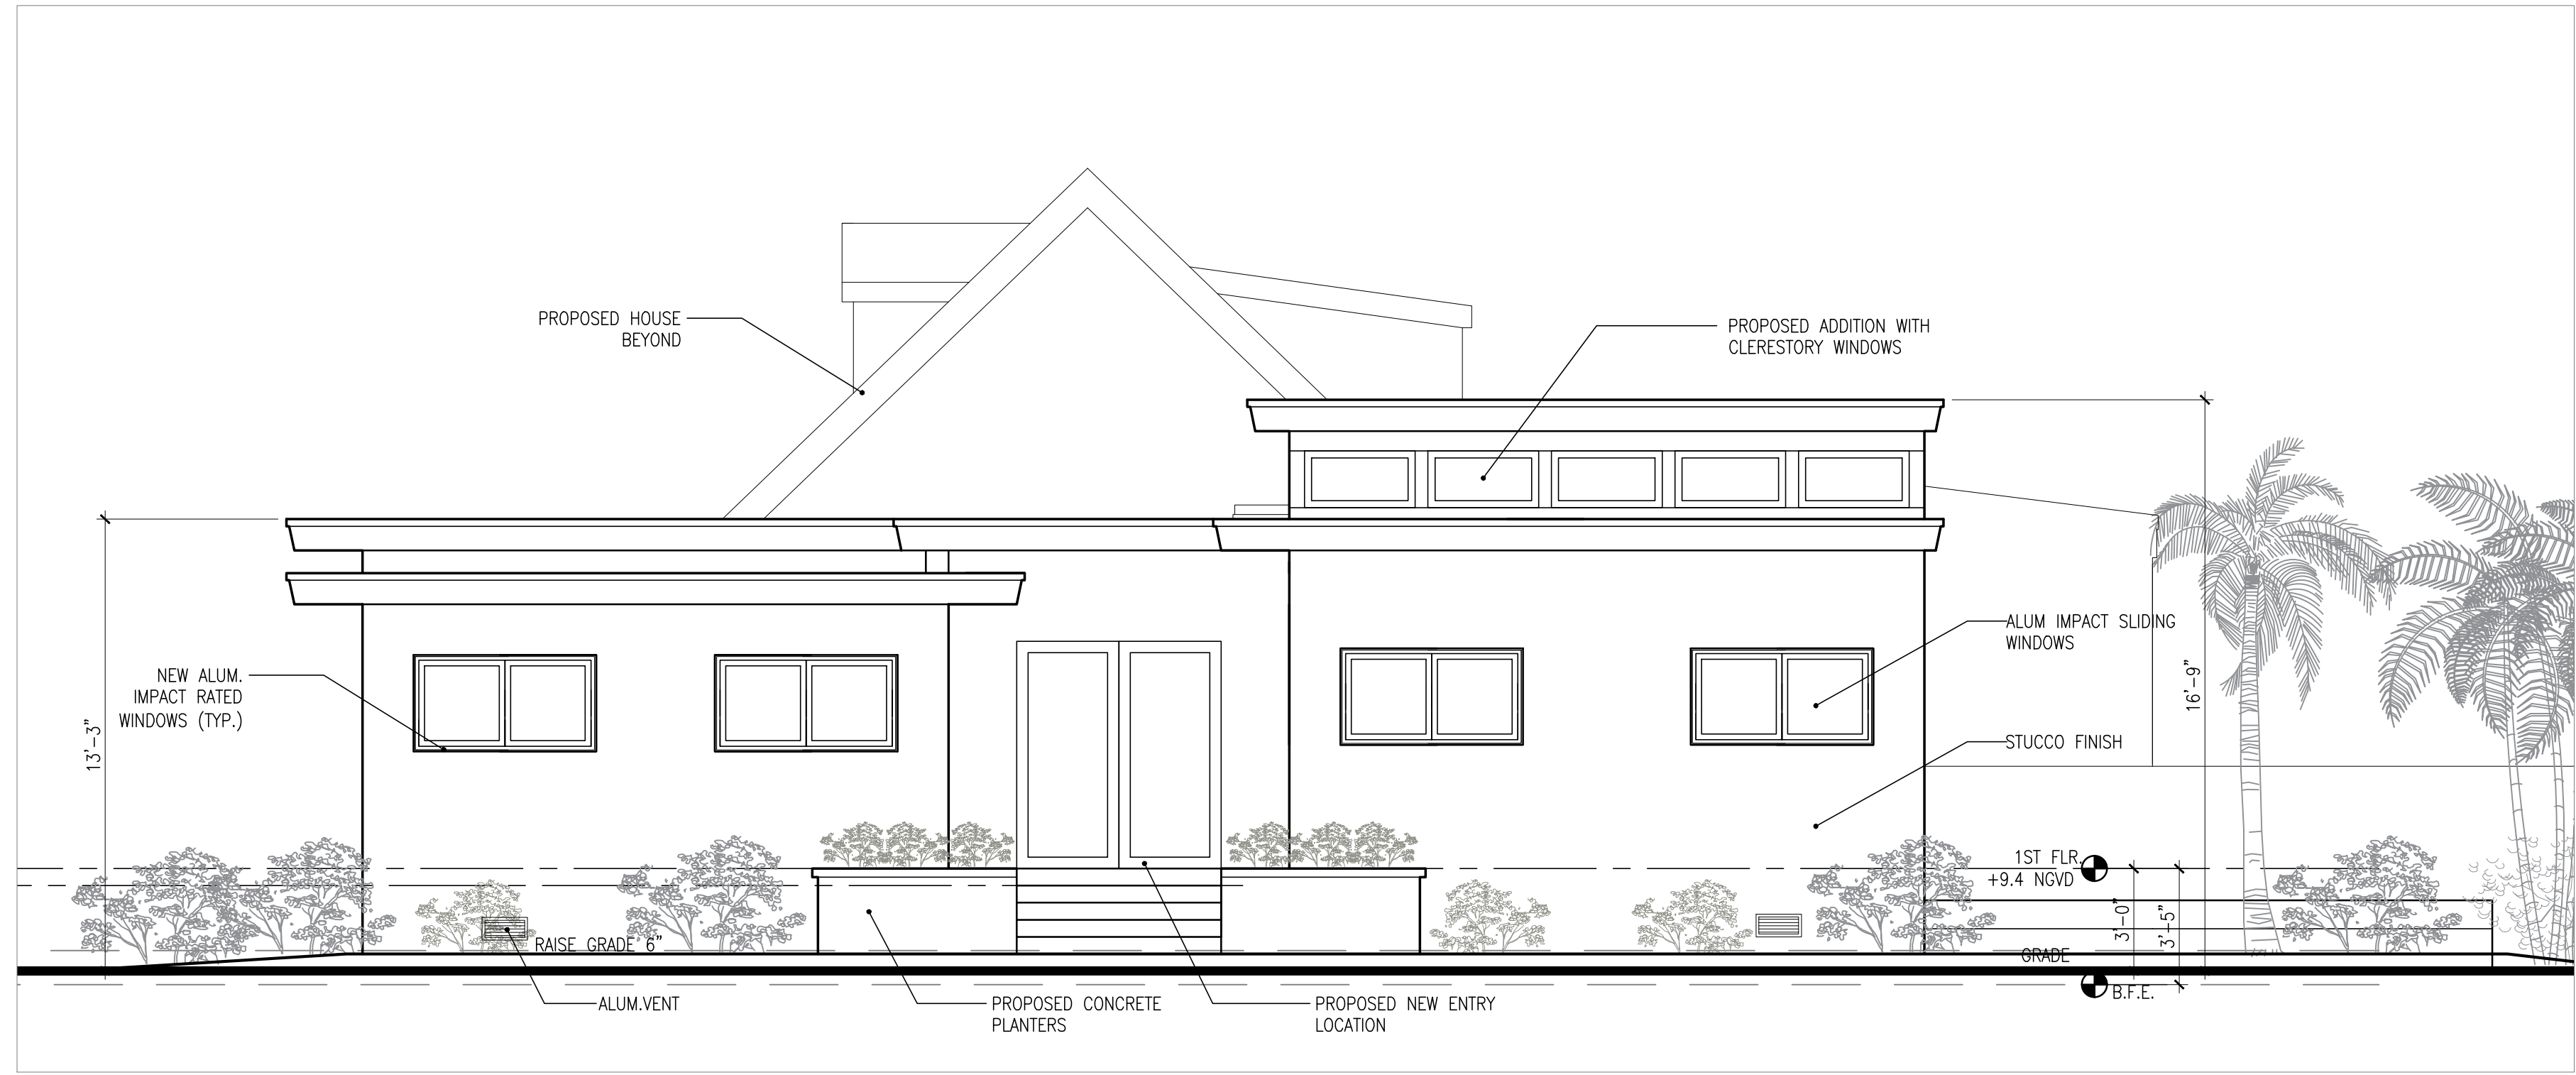 PROPOSED HOUSE
BEYOND
PROPOSED ADDITION WITH
CLERESTORY WINDOWS
NEW ALUM.
IMPACT RATED
WINDOWS (TYP.)
13'-3"
ALUM IMPACT SLIDING
WINDOWS
16'-9"
STUCCO FINISH
1ST FLR.
+9.4 NGVD
3'-0"
3'-5"
RAISE GRADE 6"
GRADE
B.F.E.
ALUM.VENT
PROPOSED CONCRETE
PLANTERS
PROPOSED NEW ENTRY
LOCATION